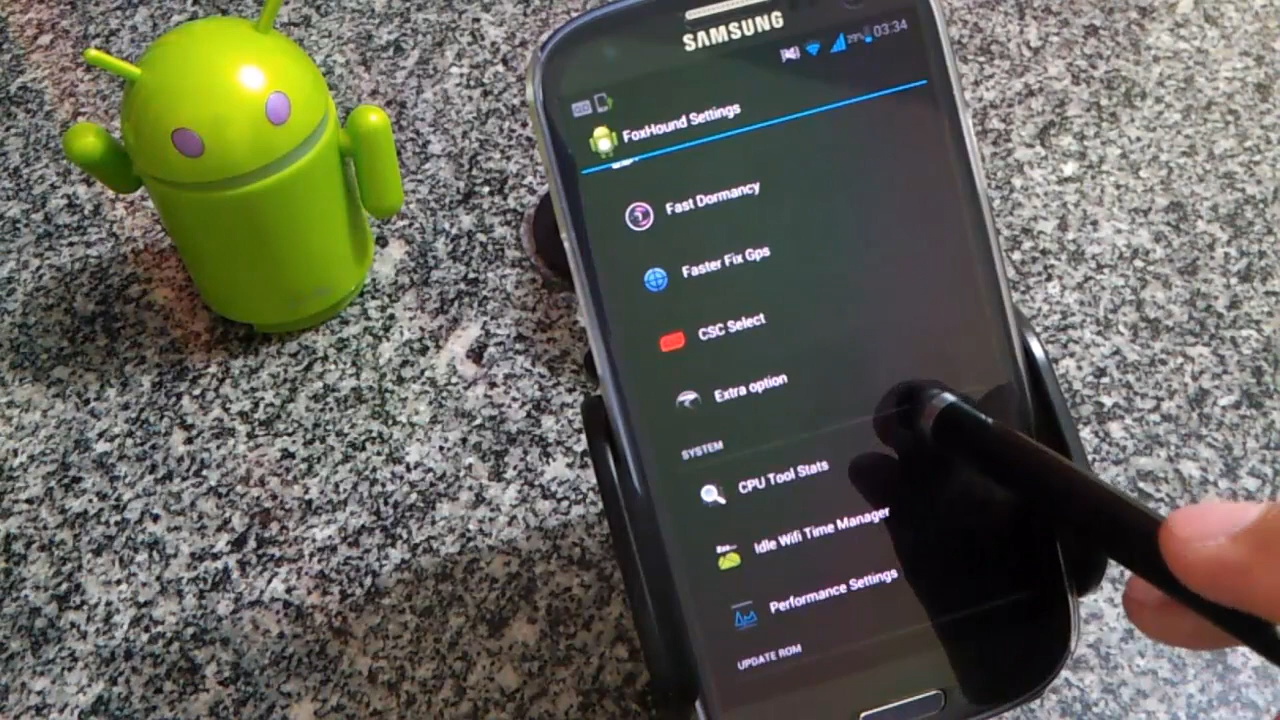 SAMSUNG
29% 03:34
FoxHound Settings
Fast Dormancy
Faster Fix Gps
CSC Select
Extra option
SYSTEM
CPU Tool Stats
Idle Wifi Time Manager
Performance Settings
UPDATE ROM